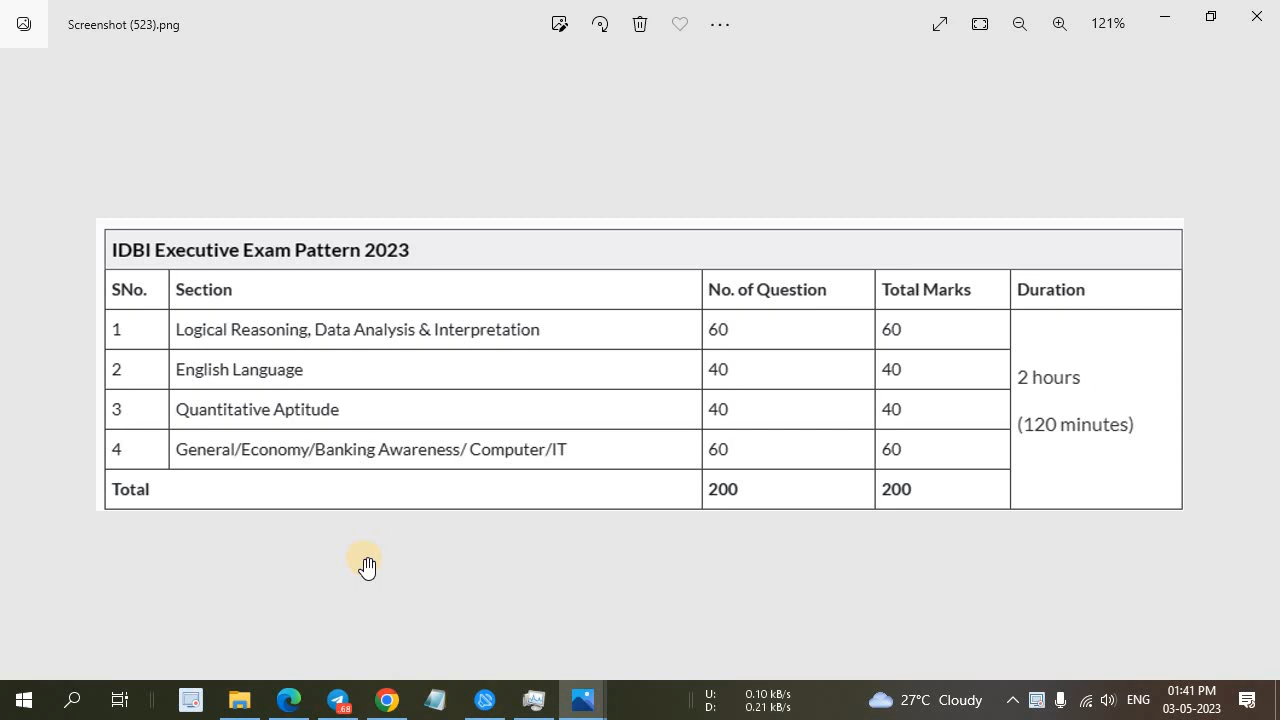 Screenshot (523).png
121%
IDBI Executive Exam Pattern 2023
SNo. Section No. of Question Total Marks Duration
1 Logical Reasoning, Data Analysis & Interpretation 60 60
2 English Language 40 40
2 hours
3 Quantitative Aptitude 40 40
(120 minutes)
4 General/Economy/Banking Awareness/ Computer/IT 60 60
Total 200 200
.68
U: 0.10 kB/s
D: 0.21 kB/s
27°C Cloudy
ENG
01:41 PM
03-05-2023